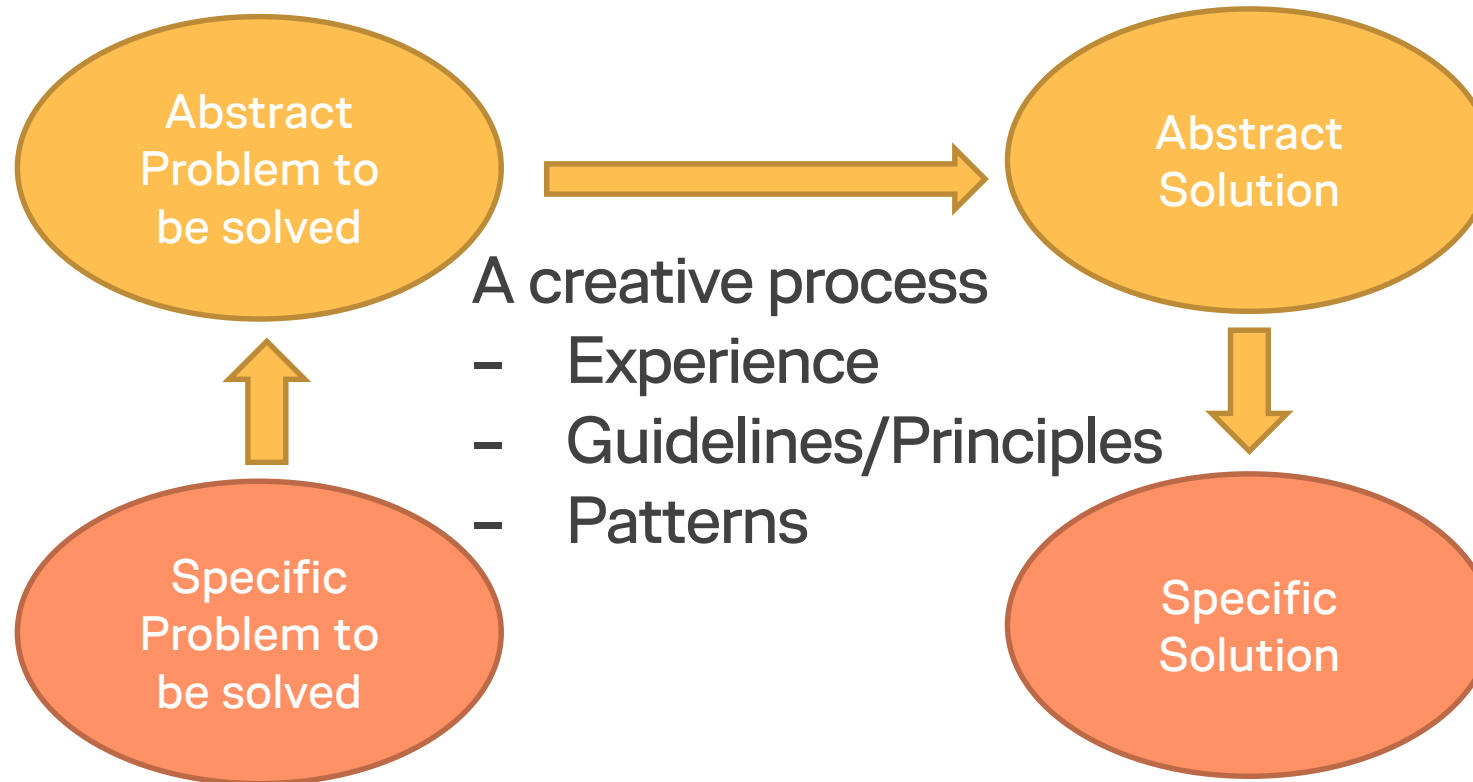 Abstract
Problem to
be solved
Abstract
Solution
A creative process
– Experience
– Guidelines/Principles
– Patterns
Specific
Problem to
be solved
Specific
Solution